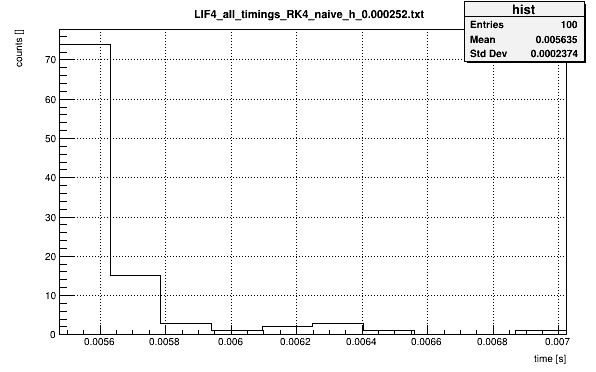 LIF4_all_timings_RK4_naive_h_0.000252.txt
hist
Entries 100
Mean 0.005635
Std Dev 0.0002374
counts []
70
60
50
40
30
20
10
0
0.0056 0.0058 0.006 0.0062 0.0064 0.0066 0.0068 0.007
time [s]